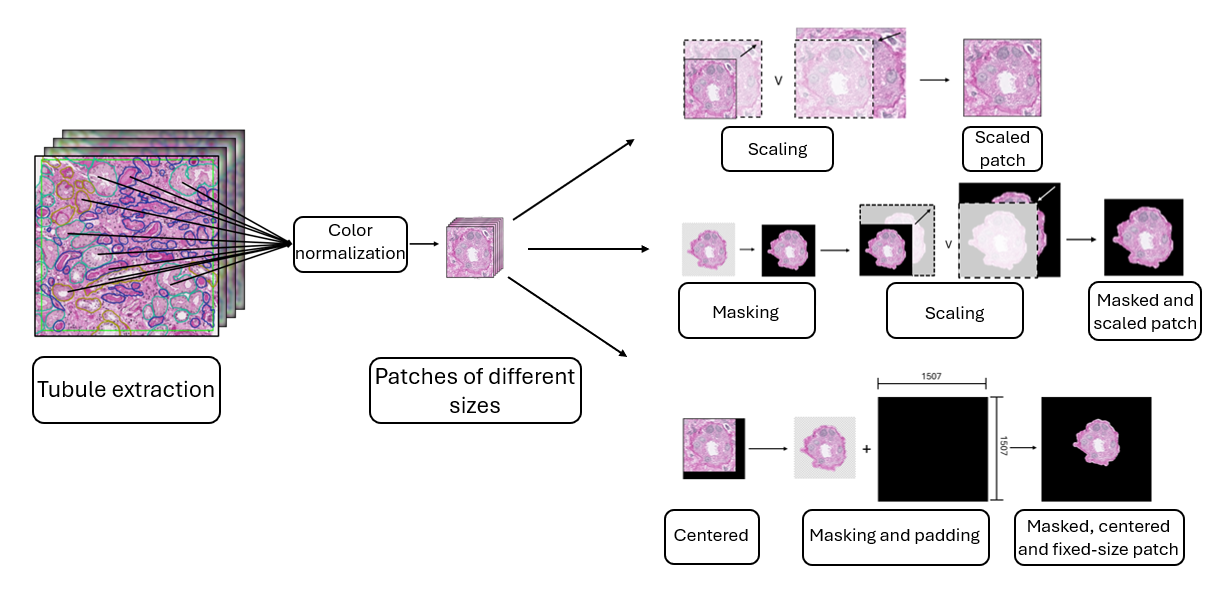 Tubule extraction
Color
normalization
Patches of different
sizes
v
Scaling
Scaled
patch
v
Masking
Scaling
Masked and
scaled patch
1507
+
1507
Centered
Masking and padding
Masked, centered
and fixed-size patch